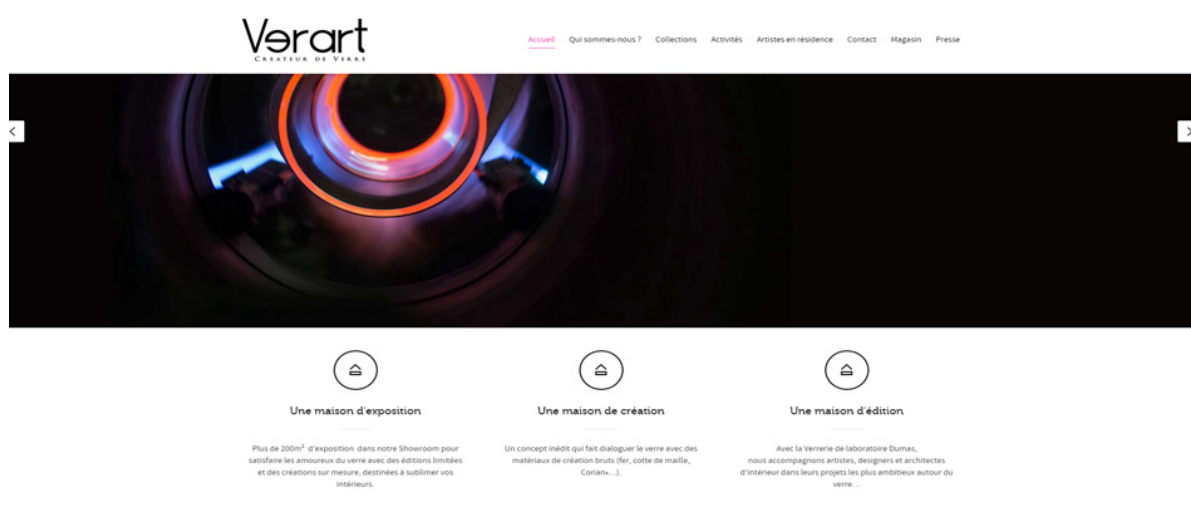 Verart
CREATEUR DE VERRE
Accueil Qui sommes-nous ? Collections Activités Artistes en résidence Contact Magasin Presse
Une maison d'exposition
Plus de 200m² d'exposition dans notre Showroom pour
satisfaire les amoureux du verre avec des éditions limitées
et des créations sur mesure, destinées à sublimer vos
intérieurs.
Une maison de création
Un concept inédit qui fait dialoguer le verre avec des
matériaux de création bruts (fer, cotte de maille,
Corian®…).
Une maison d'édition
Avec la Verrerie de laboratoire Dumas,
nous accompagnons artistes, designers et architectes
d'intérieur dans leurs projets les plus ambitieux autour du
verre…